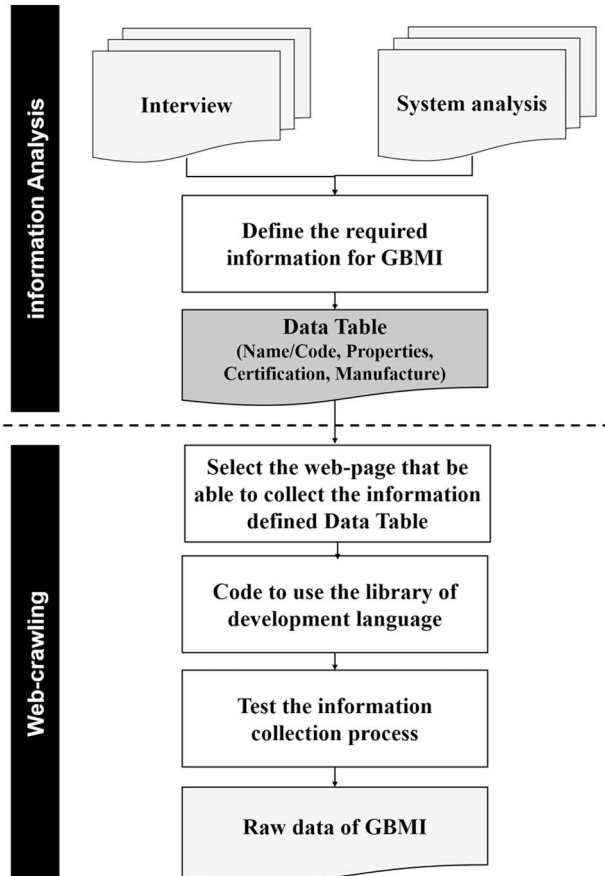 information Analysis
Interview
System analysis
Define the required
information for GBMI
Data Table
(Name/Code, Properties,
Certification, Manufacture)
Web-crawling
Select the web-page that be
able to collect the information
defined Data Table
Code to use the library of
development language
Test the information
collection process
Raw data of GBMI